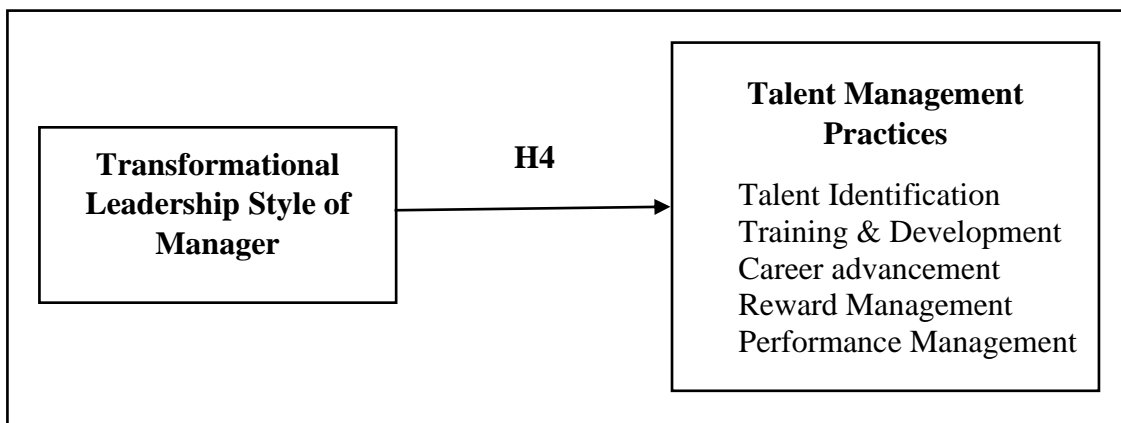 Transformational
Leadership Style of
Manager
H4
Talent Management
Practices
Talent Identification
Training & Development
Career advancement
Reward Management
Performance Management